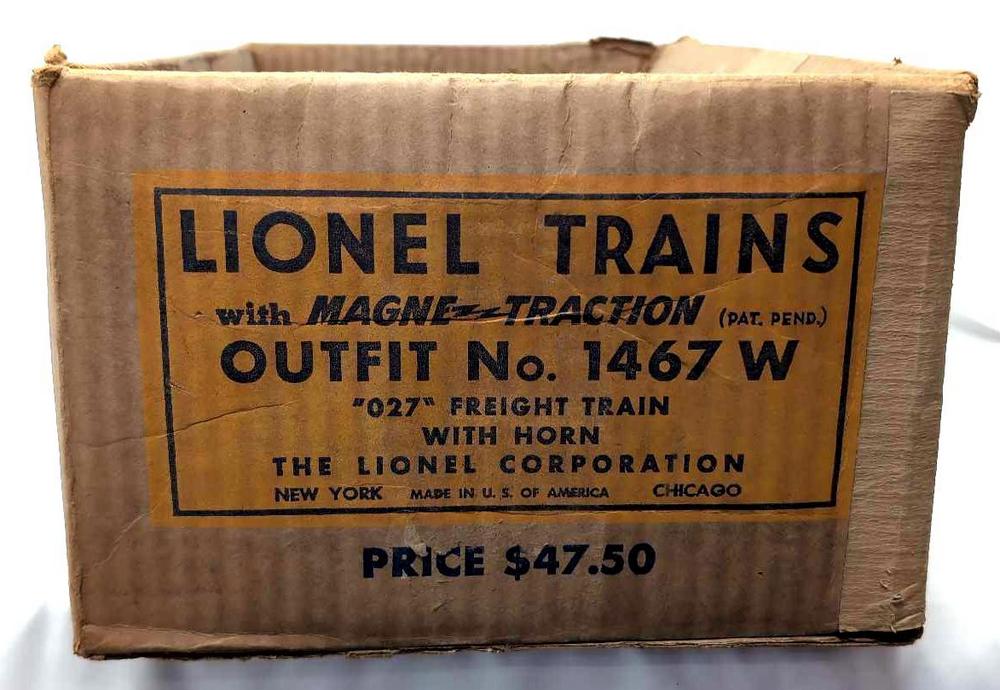 LIONEL TRAINS
with MAGNE-TRACTION (PAT. PEND.)
OUTFIT No. 1467 W
"027" FREIGHT TRAIN
WITH HORN
THE LIONEL CORPORATION
NEW YORK MADE IN U. S. OF AMERICA CHICAGO
PRICE $47.50